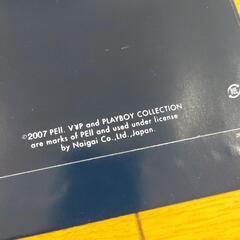 ©2007 PEII. V¥P and PLAYBOY COLLECTION
are marks of PEII and used under license
by Naigai Co.,Ltd.,Japan.